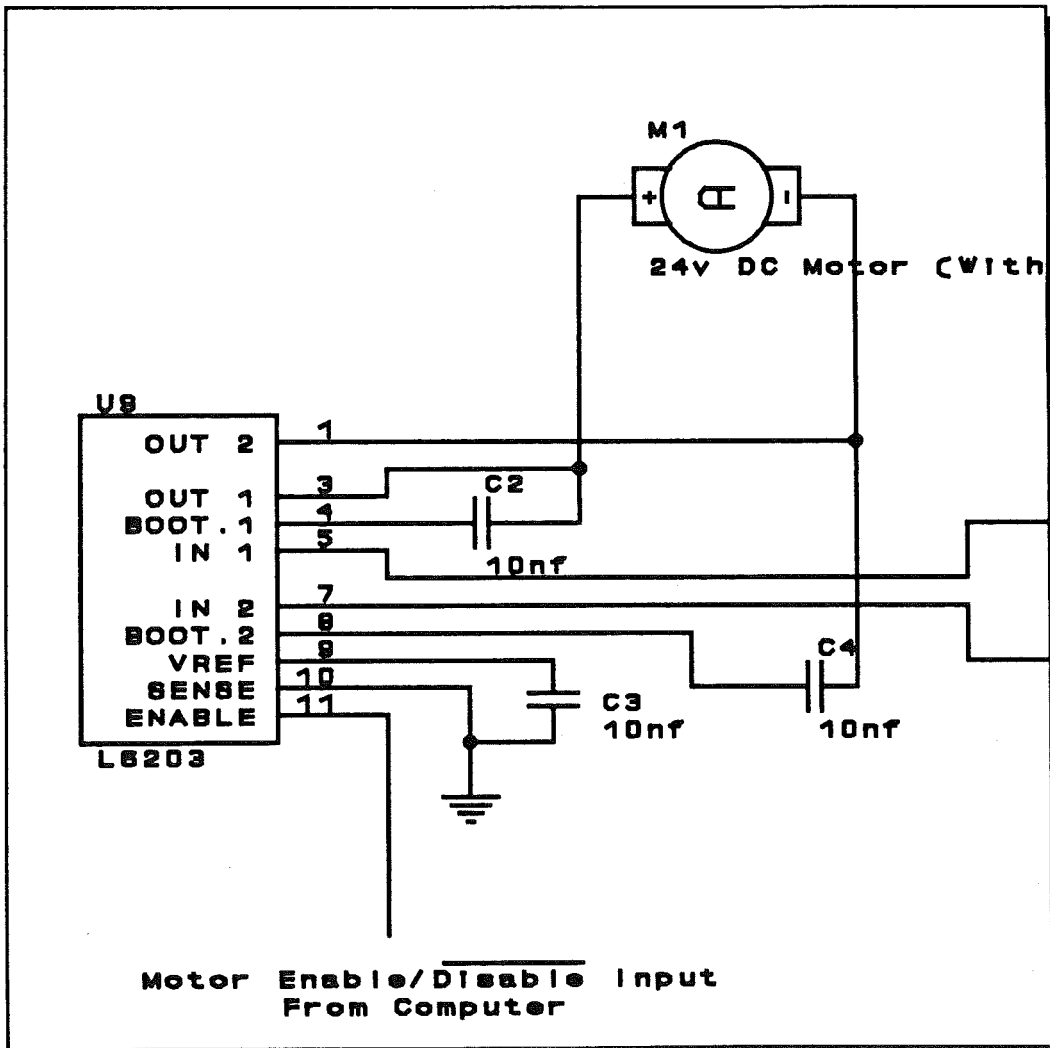 M1
+
A
-
24v DC Motor (With
U9
OUT 2
1
OUT 1
3
BOOT.1
4
IN 1
5
C2
10nf
IN 2
7
BOOT.2
8
VREF
9
SENSE
10
ENABLE
11
L6203
C3
10nf
C4
10nf
Motor Enable/Disable Input
From Computer